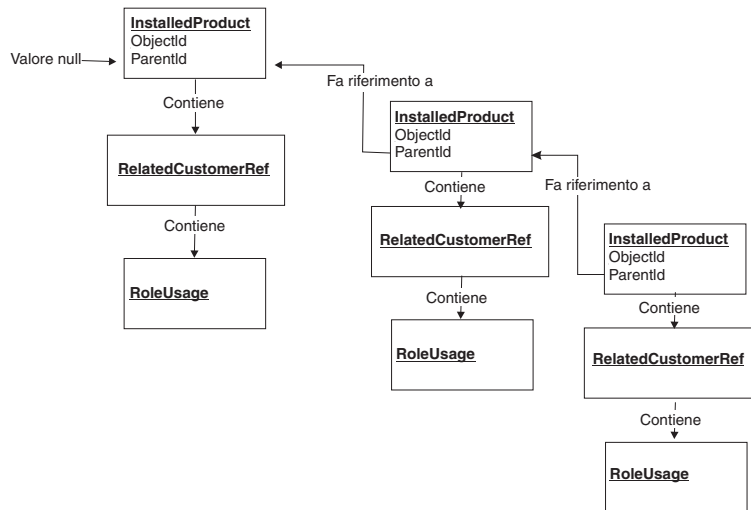 InstalledProduct
ObjectId
ParentId
Valore null
Contiene
RelatedCustomerRef
Contiene
RoleUsage
Fa riferimento a
InstalledProduct
ObjectId
ParentId
Contiene
RelatedCustomerRef
Contiene
RoleUsage
Fa riferimento a
InstalledProduct
ObjectId
ParentId
Contiene
RelatedCustomerRef
Contiene
RoleUsage